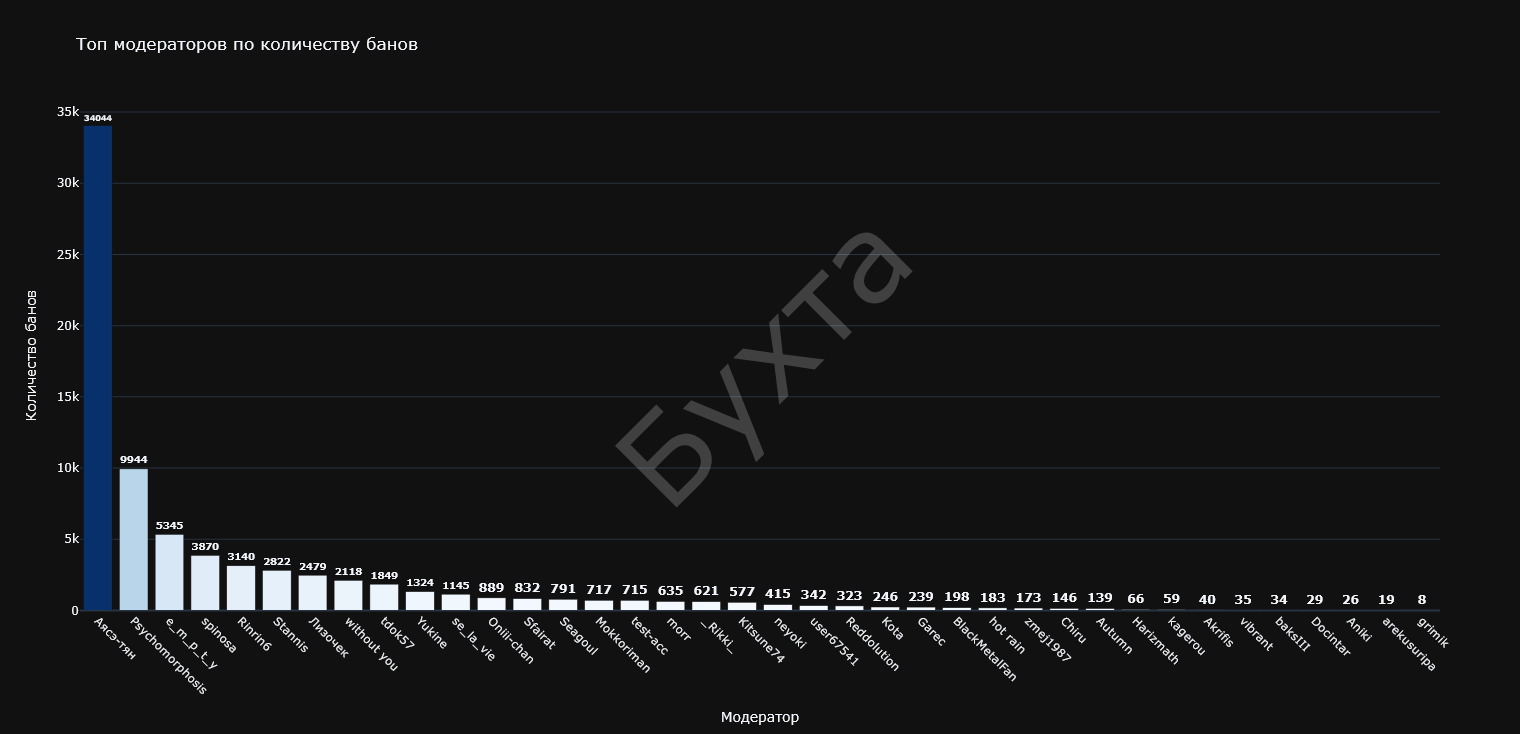 Топ модераторов по количеству банов
35k
30k
25k
20k
15k
10k
5k
0
Количество банов
34044
9944
5345
3870
3140
2822
2479
2118
1849
1324
1145
889
832
791
717
715
635
621
577
415
342
323
246
239
198
183
173
146
139
66
59
40
35
34
29
26
19
8
Бухта
Аясэ-тян
Psychomorphosis
e_m_p_t_y
spinosa
Rinrin6
Stannis
Лизочек
without you
tdok57
Yukine
se_la_vie
Onlii-chan
Sfairat
Seagoul
Mokkoriman
test-acc
morr
_Rikki_
Kitsune74
neyoki
user67541
Reddolution
Kota
Garec
BlackMetalFan
hot rain
zmej1987
Chiru
Autumn
Harizmath
kagerou
Akrifis
vibrant
baksIII
Docintar
Aniki
arekusuripa
grimik
Модератор